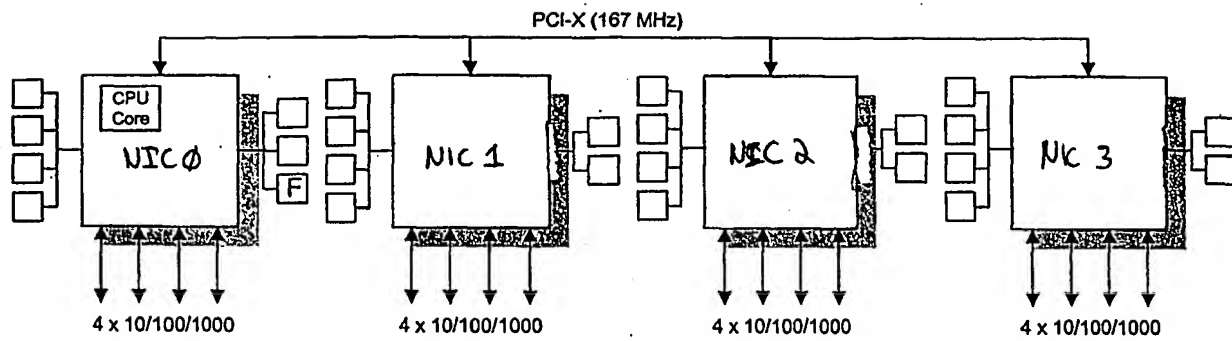 PCI-X (167 MHz)
CPU
Core
NIC0
F
NIC 1
NIC 2
NIC 3
4 x 10/100/1000
4 x 10/100/1000
4 x 10/100/1000
4 x 10/100/1000